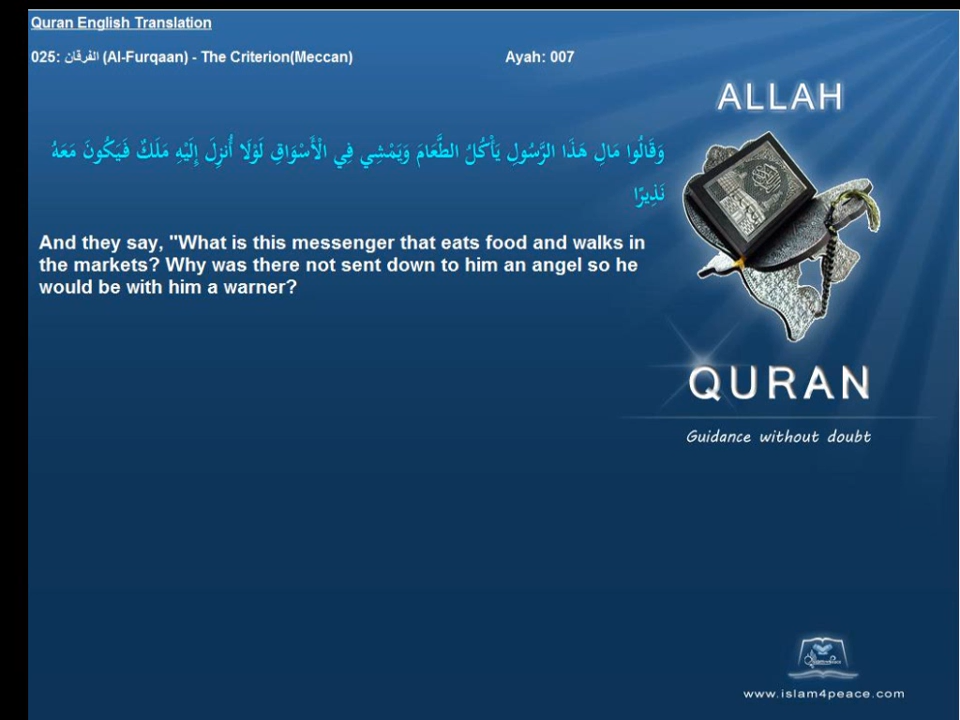 Quran English Translation
025: الفرقان (Al-Furqaan) - The Criterion(Meccan) Ayah: 007
ALLAH
وَقَالُوا مَالِ هَذَا الرَّسُولِ يَأْكُلُ الطَّعَامَ وَيَمْشِي فِي الْأَسْوَاقِ لَوْلَا أُنزِلَ إِلَيْهِ مَلَكٌ فَيَكُونَ مَعَهُ
نَذِيرًا
And they say, "What is this messenger that eats food and walks in
the markets? Why was there not sent down to him an angel so he
would be with him a warner?
QURAN
Guidance without doubt
www.islam4peace.com